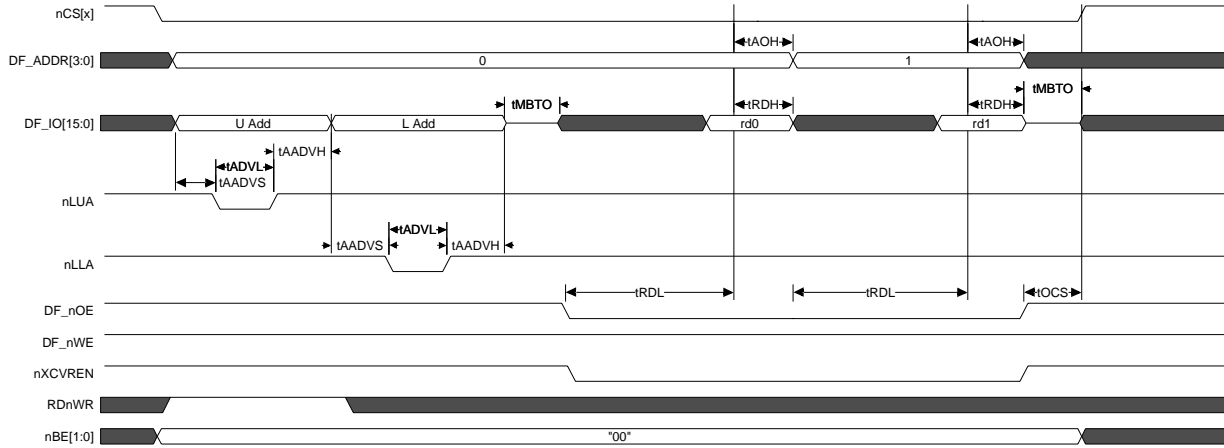 nCS[x]
tAOH tAOH
DF_ADDR[3:0] 0 1
tMBTO tRDH tRDH tMBTO
DF_IO[15:0] U Add L Add rd0 rd1
tAADVH
tADVL
tAADVS
nLUA
tADVL
tAADVS tAADVH
nLLA
tRDL tRDL tOCS
DF_nOE
DF_nWE
nXCVREN
RDnWR
nBE[1:0] "00"